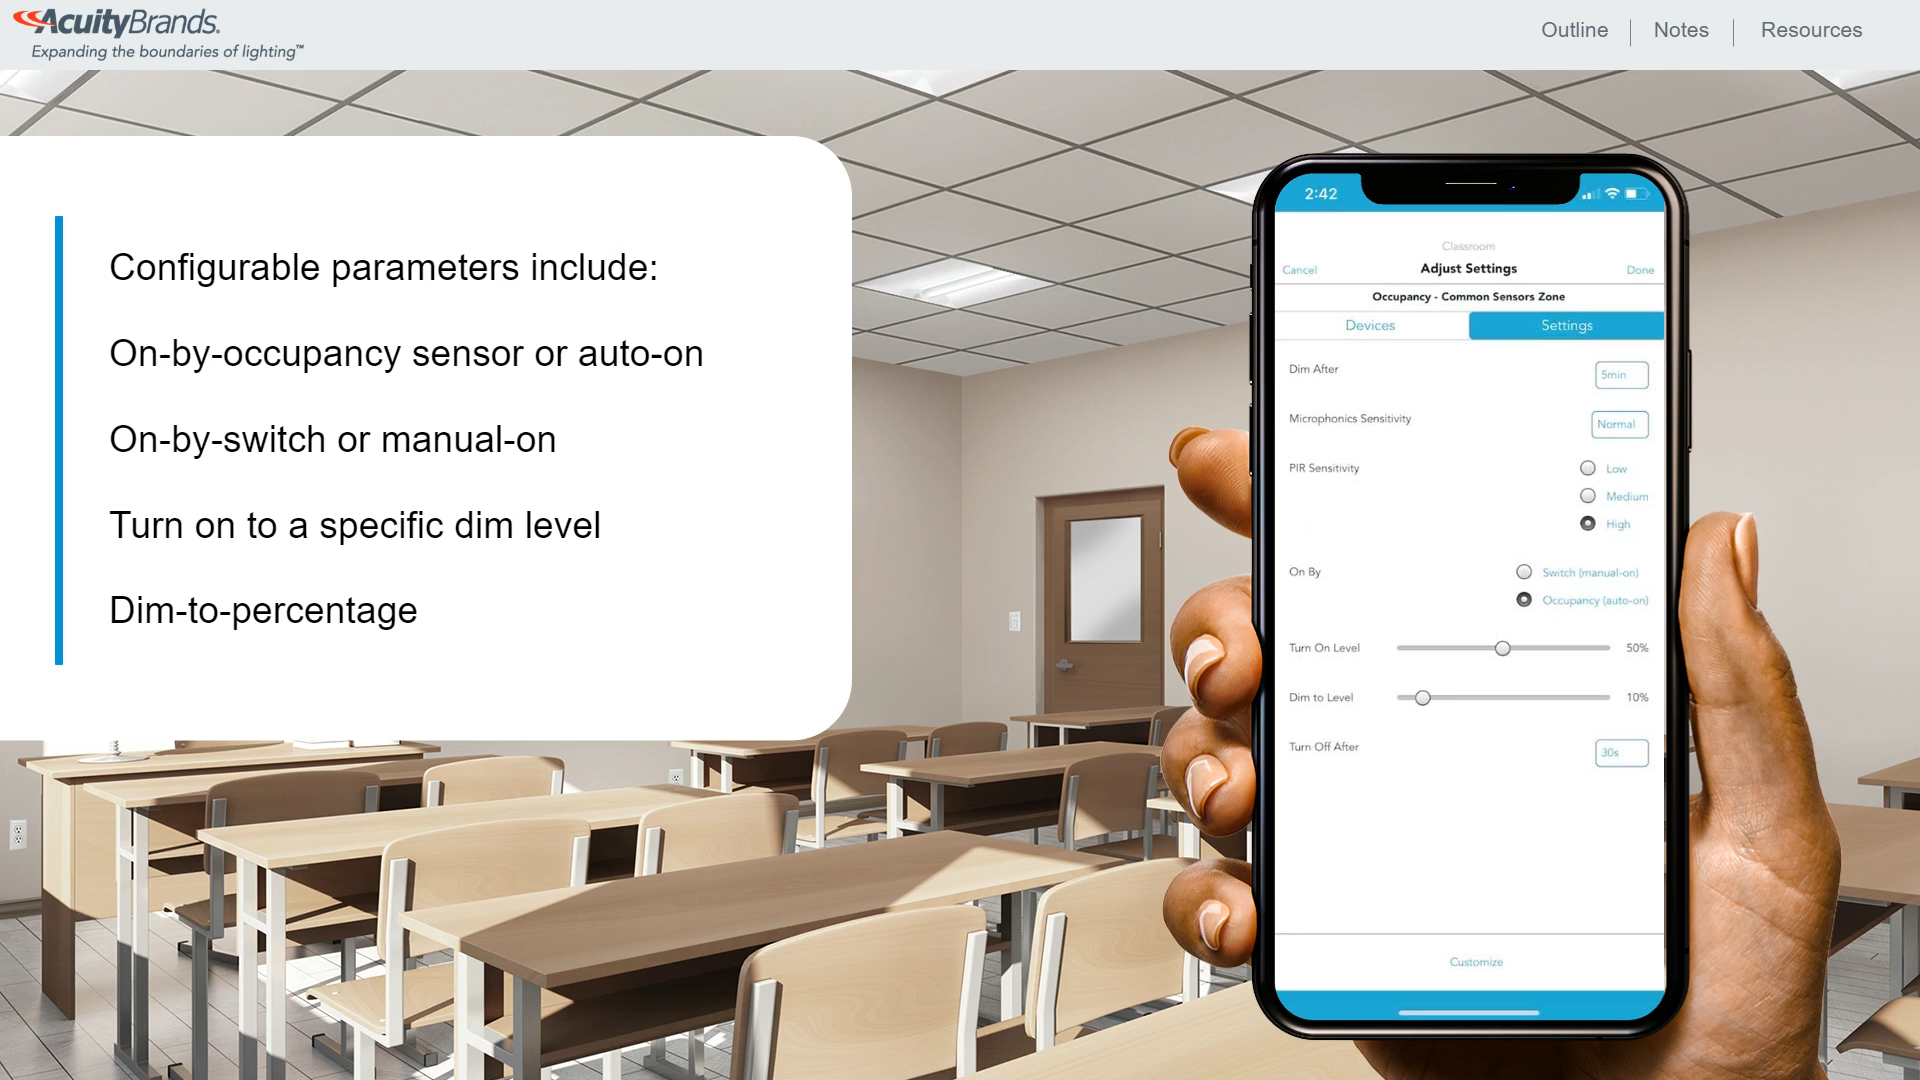 AcuityBrands.
Expanding the boundaries of lighting™
Outline
Notes
Resources
Configurable parameters include:
On-by-occupancy sensor or auto-on
On-by-switch or manual-on
Turn on to a specific dim level
Dim-to-percentage
2:42
Classroom
Cancel
Adjust Settings
Done
Occupancy - Common Sensors Zone
Devices
Settings
Dim After
5min
Microphonics Sensitivity
Normal
PIR Sensitivity
Low
Medium
High
On By
Switch (manual-on)
Occupancy (auto-on)
Turn On Level
50%
Dim to Level
10%
Turn Off After
30s
Customize